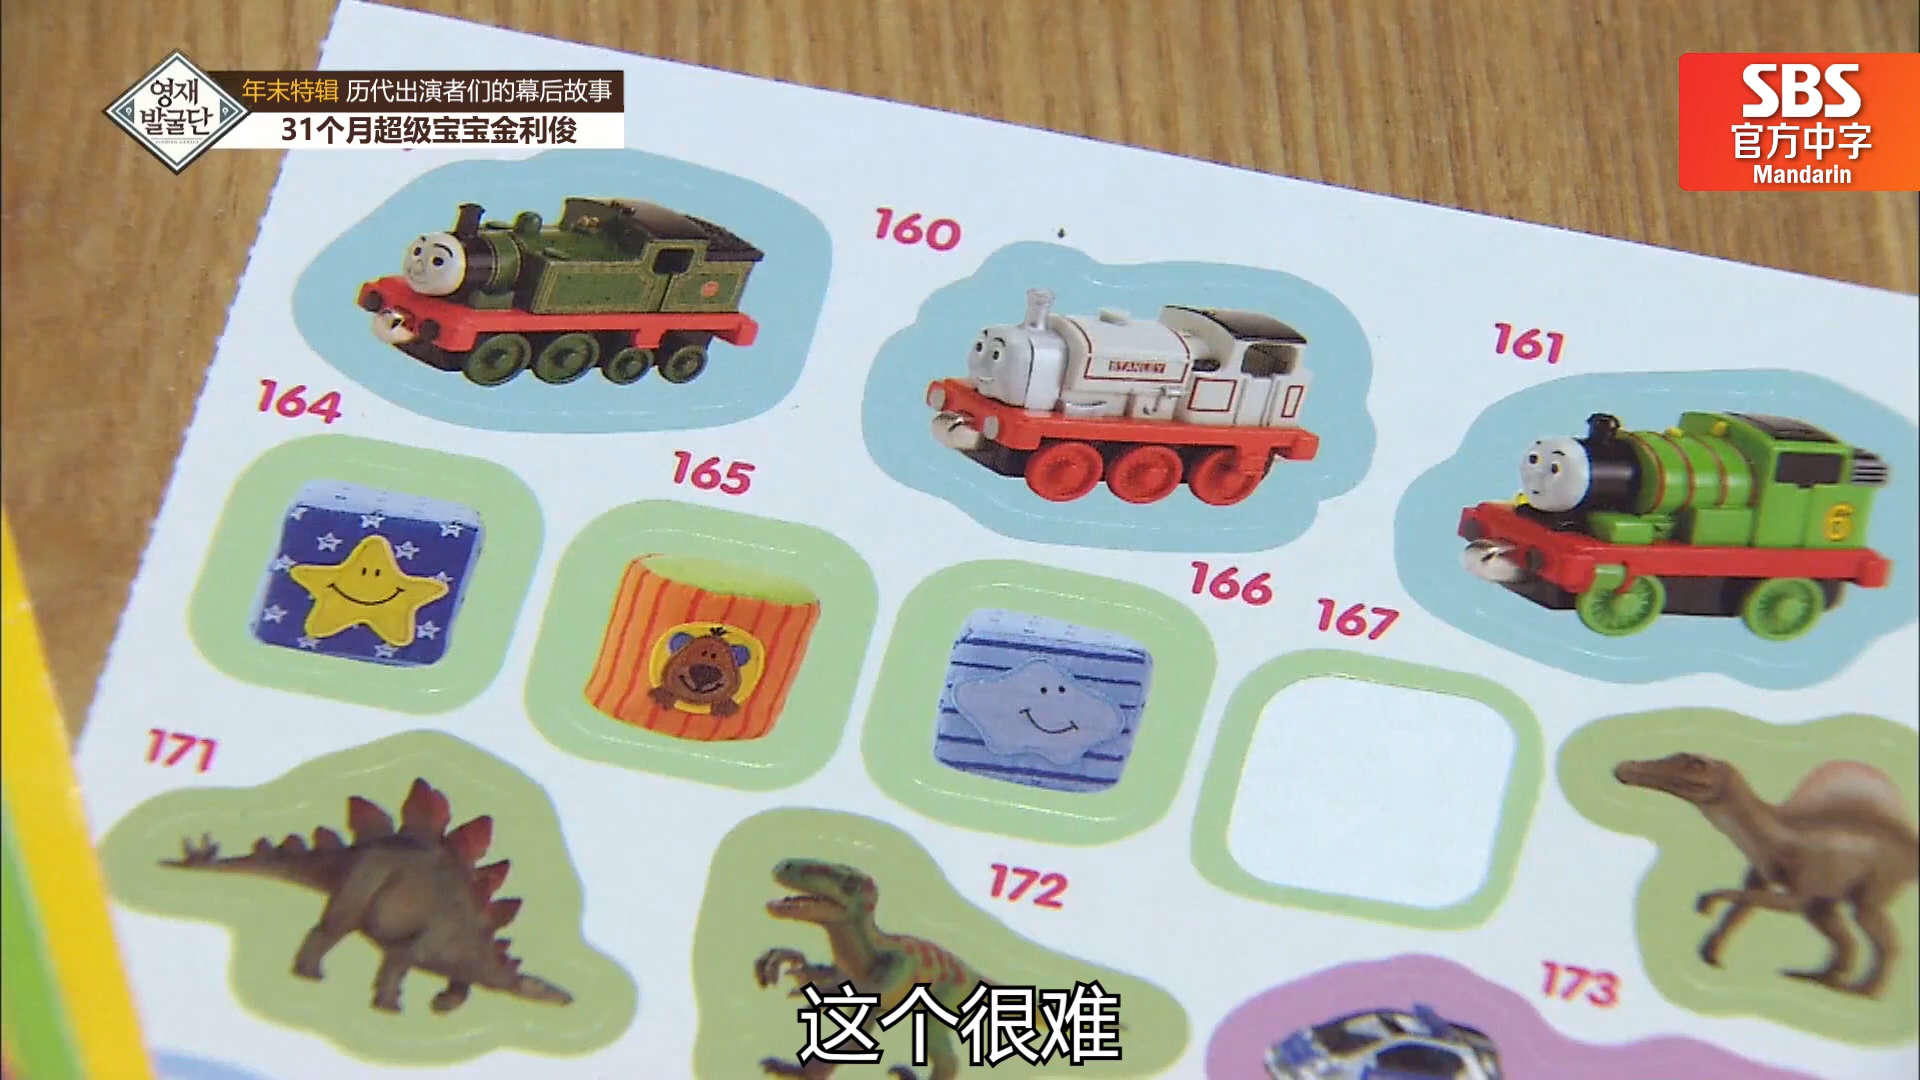 영재
발굴단
年末特辑 历代出演者们的幕后故事
31个月超级宝宝金利俊
SBS
官方中字
Mandarin
160
STANLEY
161
6
164
165
166
167
171
172
173
这个很难